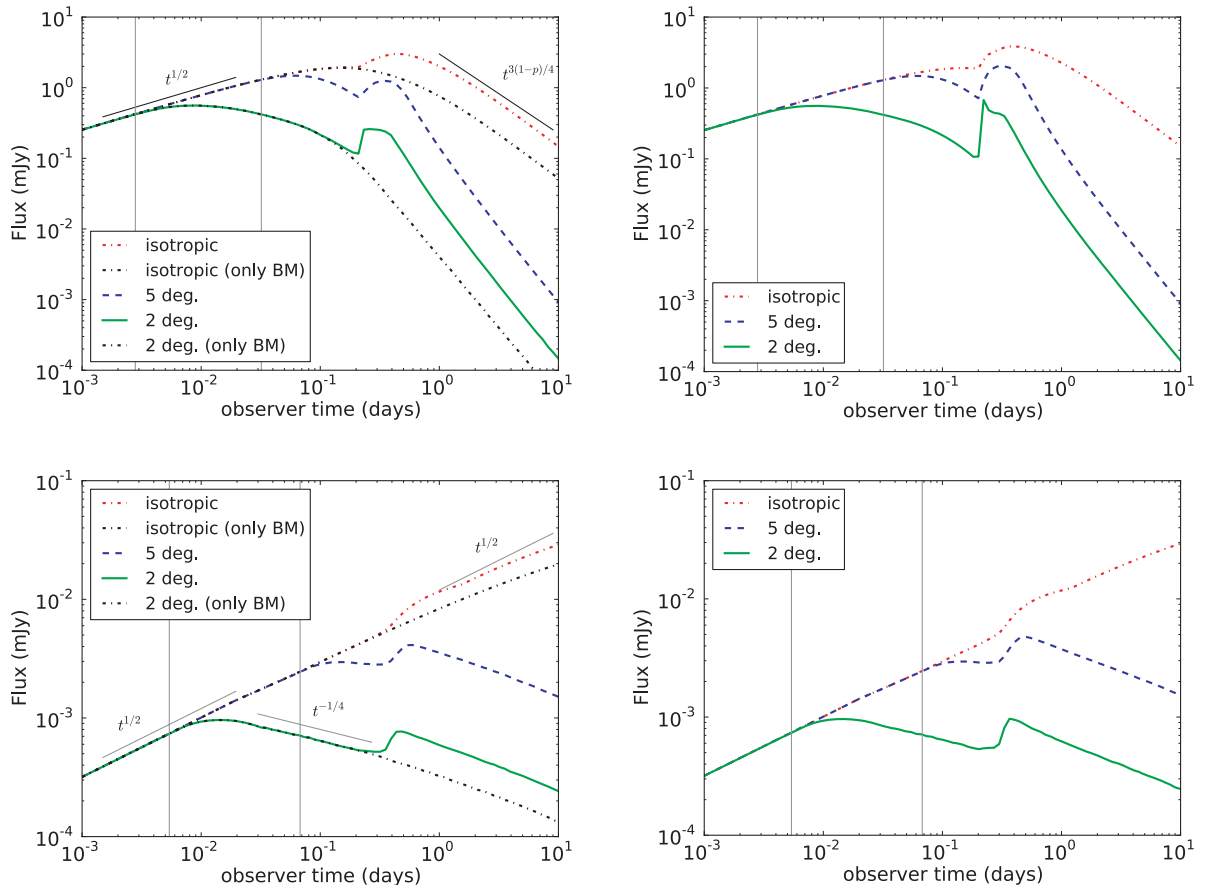 10^1
10^0
10^-1
10^-2
10^-3
10^-4
Flux (mJy)
t^{1/2}
t^{3(1-p)/4}
isotropic
isotropic (only BM)
5 deg.
2 deg.
2 deg. (only BM)
10^-3 10^-2 10^-1 10^0 10^1
observer time (days)
10^1
10^0
10^-1
10^-2
10^-3
10^-4
Flux (mJy)
isotropic
5 deg.
2 deg.
10^-3 10^-2 10^-1 10^0 10^1
observer time (days)
10^-1
10^-2
10^-3
10^-4
Flux (mJy)
isotropic
isotropic (only BM)
5 deg.
2 deg.
2 deg. (only BM)
t^{1/2}
t^{1/2}
t^{-1/4}
10^-3 10^-2 10^-1 10^0 10^1
observer time (days)
10^-1
10^-2
10^-3
10^-4
Flux (mJy)
isotropic
5 deg.
2 deg.
10^-3 10^-2 10^-1 10^0 10^1
observer time (days)